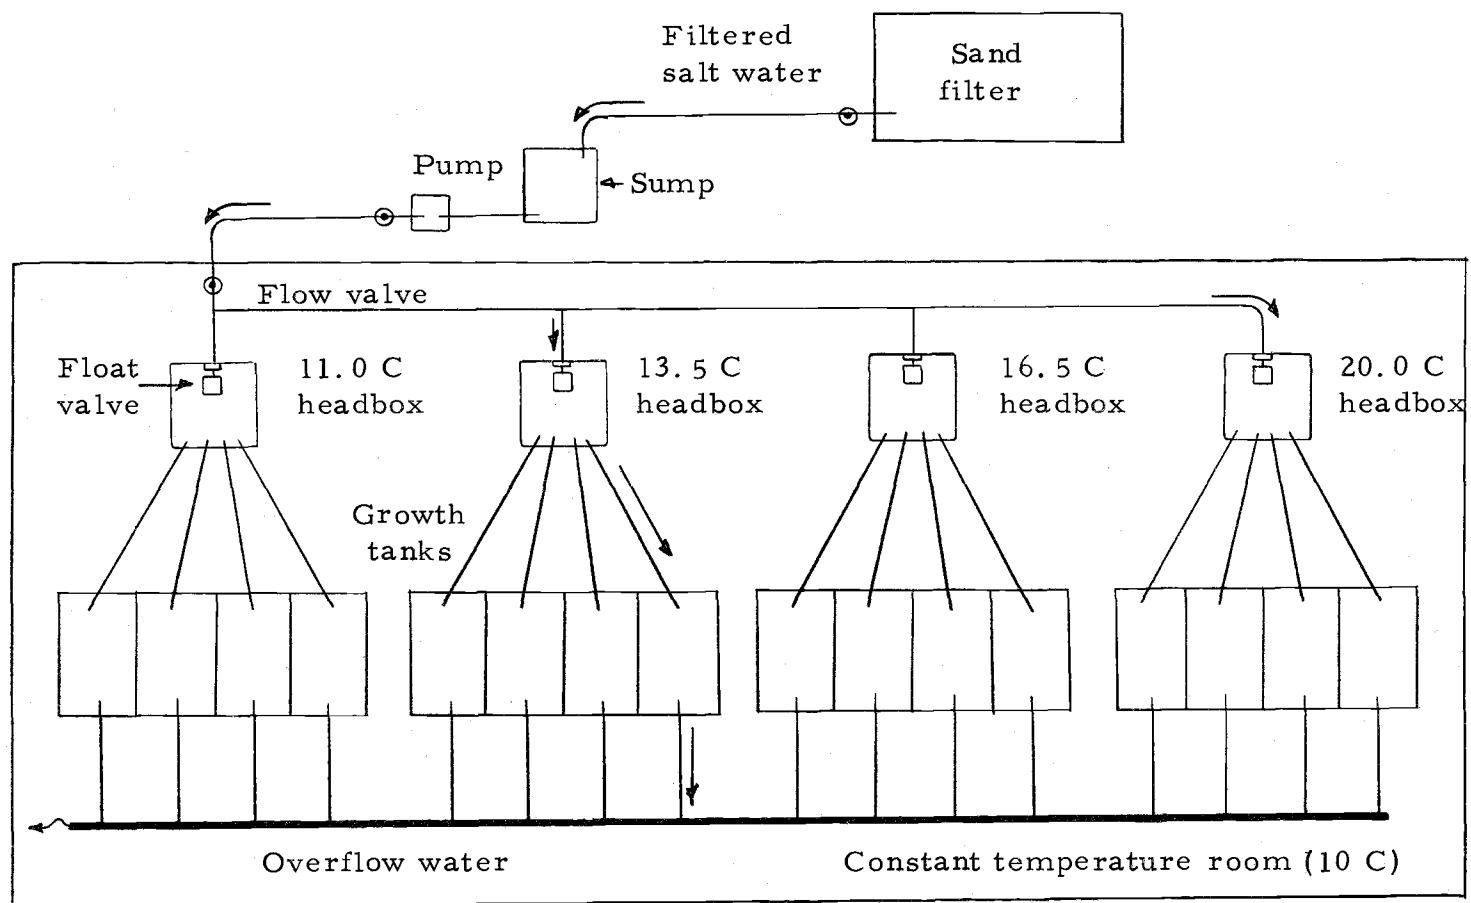 Filtered
salt water
Sand
filter
Pump
Sump
Flow valve
Float
valve
11.0 C
headbox
13.5 C
headbox
16.5 C
headbox
20.0 C
headbox
Growth
tanks
Overflow water
Constant temperature room (10 C)